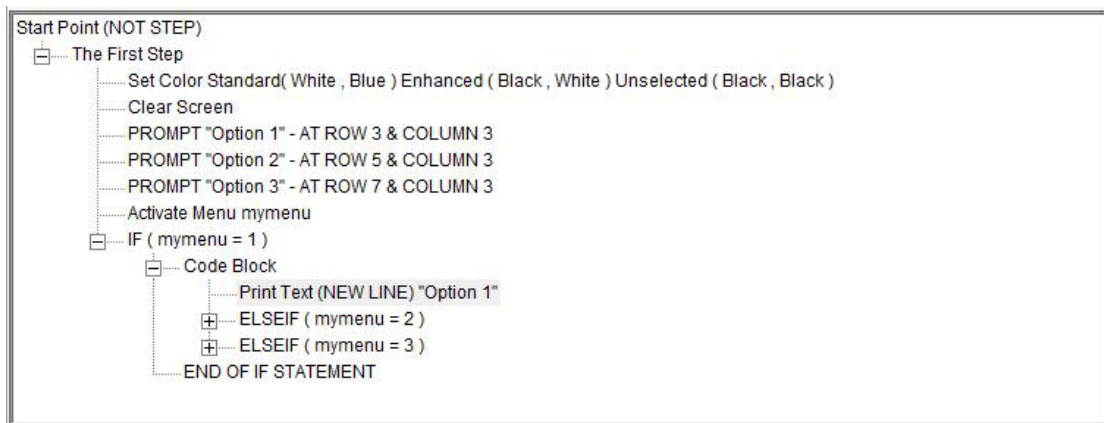 Start Point (NOT STEP)
The First Step
Set Color Standard( White , Blue ) Enhanced ( Black , White ) Unselected ( Black , Black )
Clear Screen
PROMPT "Option 1" - AT ROW 3 & COLUMN 3
PROMPT "Option 2" - AT ROW 5 & COLUMN 3
PROMPT "Option 3" - AT ROW 7 & COLUMN 3
Activate Menu mymenu
IF ( mymenu = 1 )
Code Block
Print Text (NEW LINE) "Option 1"
ELSEIF ( mymenu = 2 )
ELSEIF ( mymenu = 3 )
END OF IF STATEMENT